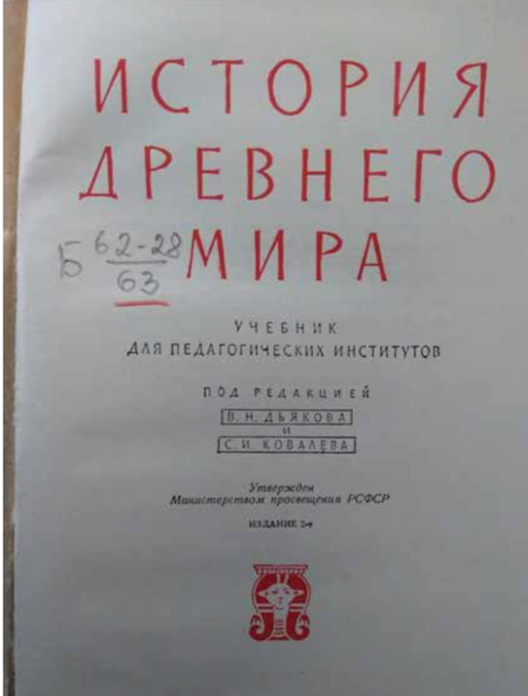 ИСТОРИЯ
ДРЕВНЕГО
МИРА
Б 62-28
63
УЧЕБНИК
ДЛЯ ПЕДАГОГИЧЕСКИХ ИНСТИТУТОВ
ПОД РЕДАКЦИЕЙ
В. Н. ДЬЯКОВА
И
С. И. КОВАЛЕВА
Утвержден
Министерством просвещения РСФСР
ИЗДАНИЕ 2-е